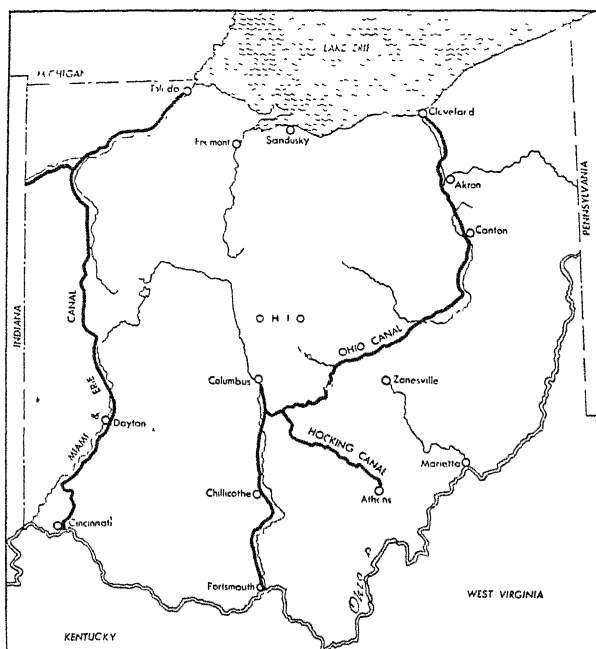 LAKE ERIE
MICHIGAN
Toledo
Cleveland
Fremont
Sandusky
Akron
PENNSYLVANIA
Canton
INDIANA
CANAL
OHIO
OHIO CANAL
Columbus
Zanesville
MIAMI & ERIE
Dayton
HOCKING CANAL
Marietta
Chillicothe
Athens
Cincinnati
Ohio R
Portsmouth
WEST VIRGINIA
KENTUCKY